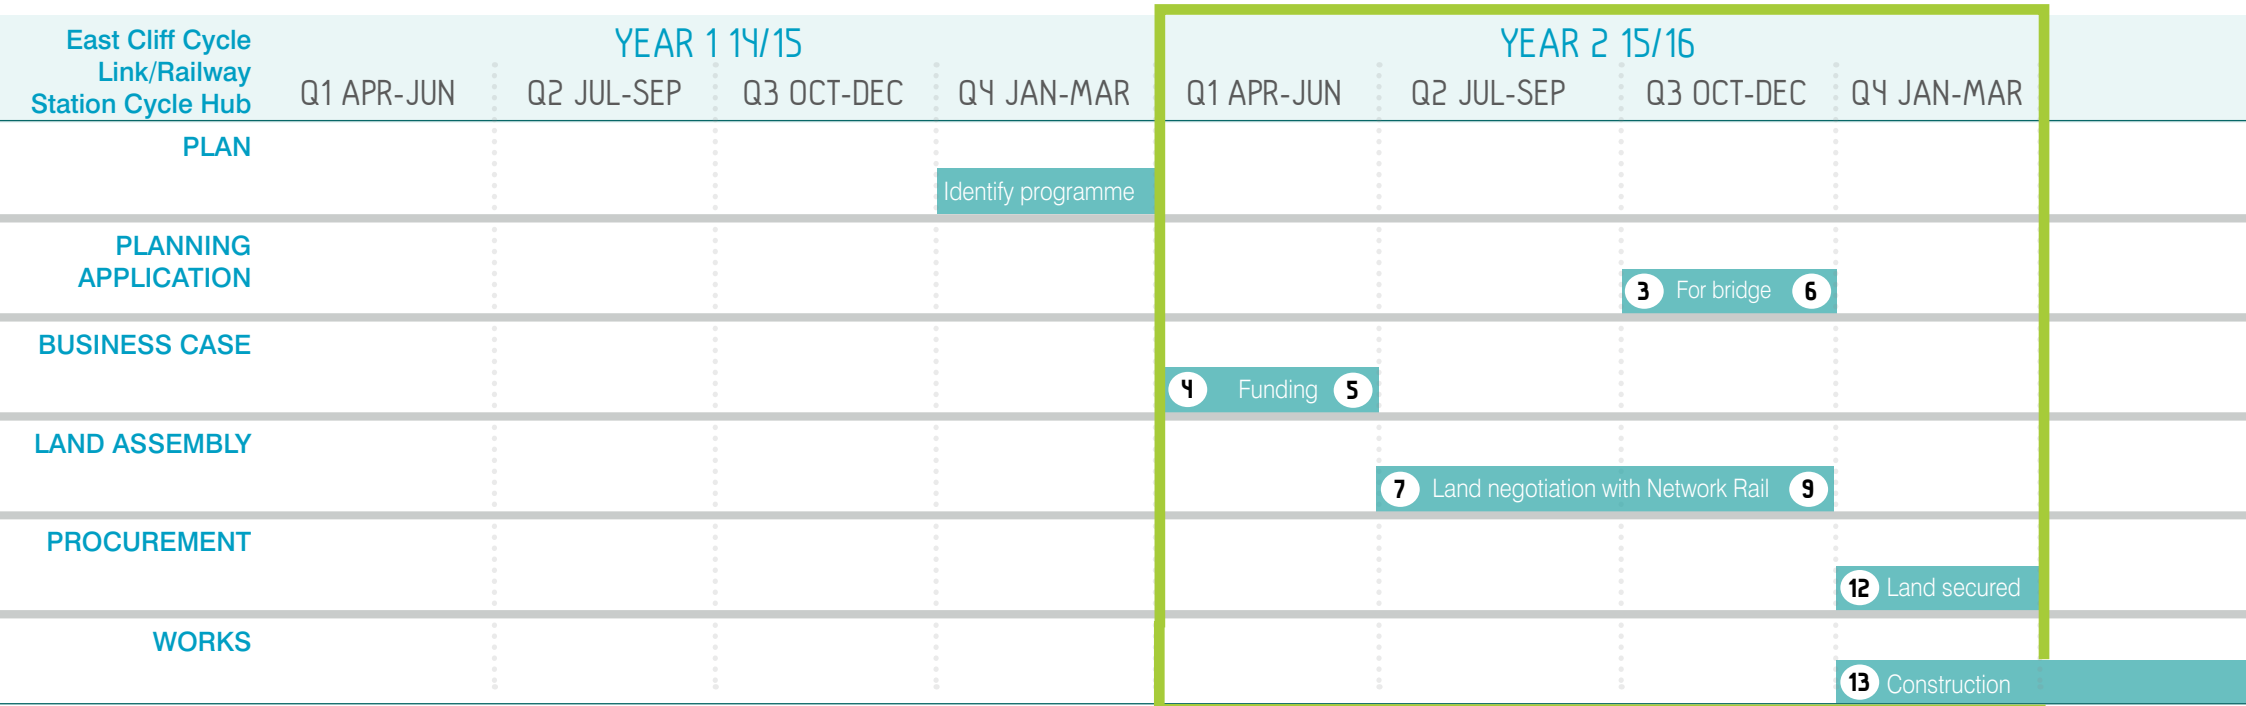 East Cliff Cycle
Link/Railway
Station Cycle Hub
YEAR 1 14/15
YEAR 2 15/16
Q1 APR-JUN
Q2 JUL-SEP
Q3 OCT-DEC
Q4 JAN-MAR
Q1 APR-JUN
Q2 JUL-SEP
Q3 OCT-DEC
Q4 JAN-MAR
PLAN
Identify programme
PLANNING
APPLICATION
3 For bridge 6
BUSINESS CASE
4 Funding 5
LAND ASSEMBLY
7 Land negotiation with Network Rail 9
PROCUREMENT
12 Land secured
WORKS
13 Construction